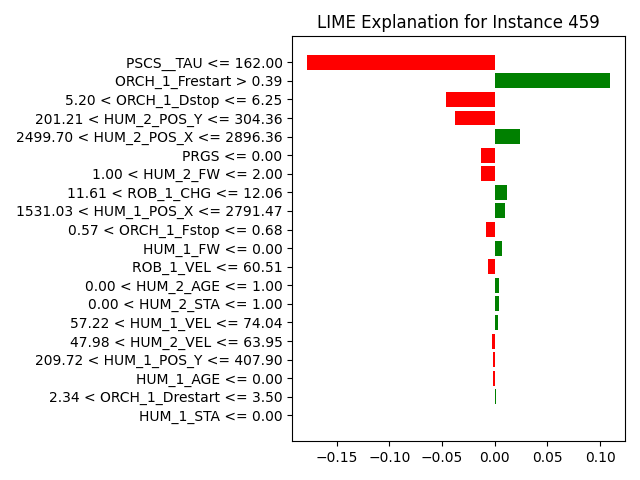 LIME Explanation for Instance 459
PSCS__TAU <= 162.00
ORCH_1_Frestart > 0.39
5.20 < ORCH_1_Dstop <= 6.25
201.21 < HUM_2_POS_Y <= 304.36
2499.70 < HUM_2_POS_X <= 2896.36
PRGS <= 0.00
1.00 < HUM_2_FW <= 2.00
11.61 < ROB_1_CHG <= 12.06
1531.03 < HUM_1_POS_X <= 2791.47
0.57 < ORCH_1_Fstop <= 0.68
HUM_1_FW <= 0.00
ROB_1_VEL <= 60.51
0.00 < HUM_2_AGE <= 1.00
0.00 < HUM_2_STA <= 1.00
57.22 < HUM_1_VEL <= 74.04
47.98 < HUM_2_VEL <= 63.95
209.72 < HUM_1_POS_Y <= 407.90
HUM_1_AGE <= 0.00
2.34 < ORCH_1_Drestart <= 3.50
HUM_1_STA <= 0.00
−0.15 −0.10 −0.05 0.00 0.05 0.10